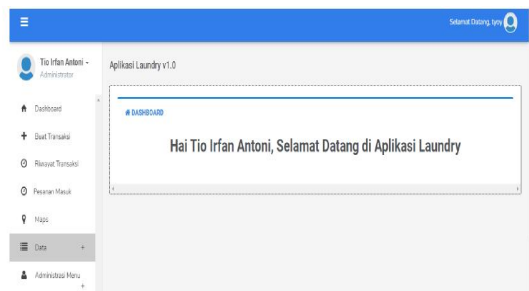 Selamat Datang, tyoy
Tio Irfan Antoni
Administrator
Aplikasi Laundry v1.0
Dashboard
DASHBOARD
Hai Tio Irfan Antoni, Selamat Datang di Aplikasi Laundry
Buat Transaksi
Riwayat Transaksi
Pesanan Masuk
Maps
Data +
Administrasi Menu
+